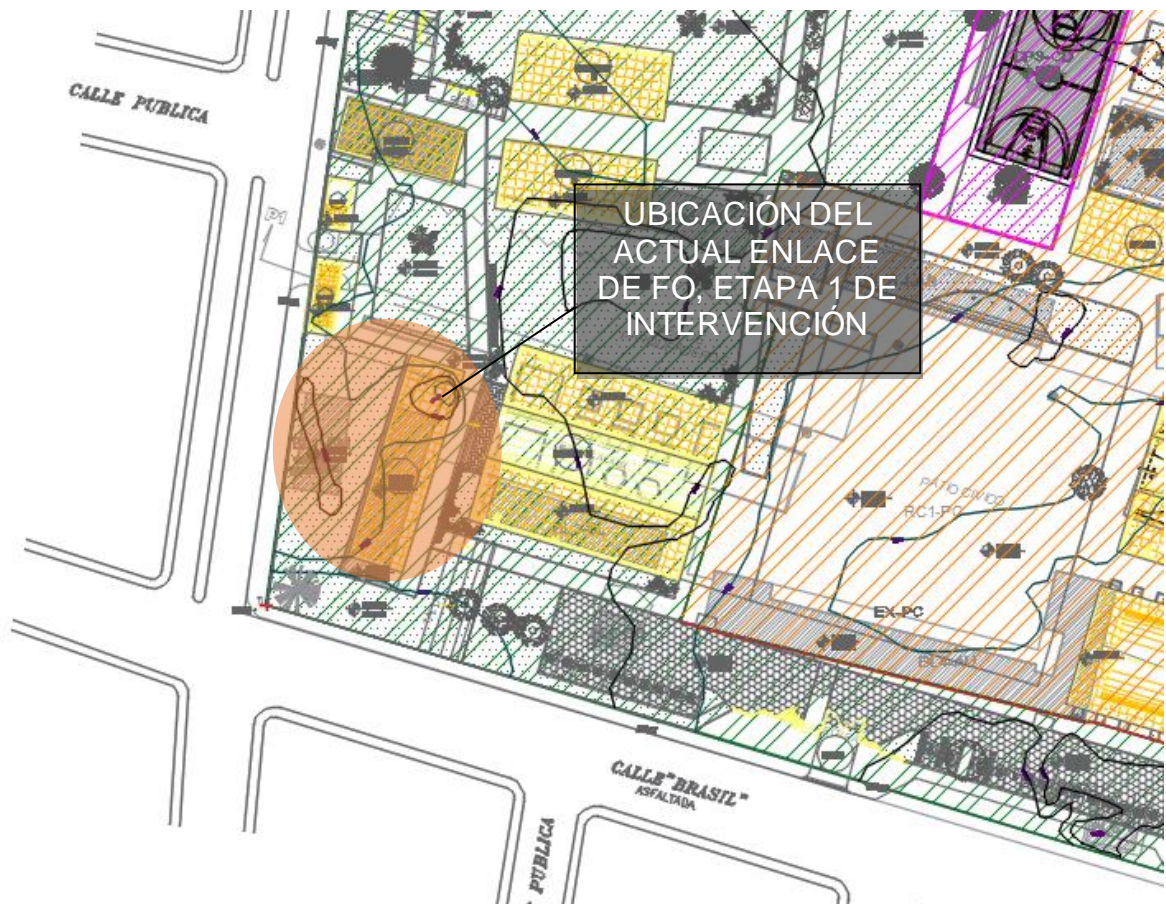 CALLE PUBLICA
P1
UBICACIÓN DEL
ACTUAL ENLACE
DE FO, ETAPA 1 DE
INTERVENCIÓN
PATIO CIVICO
RC1-PC
EX-PC
CALLE "BRASIL"
ASFALTADA
PUBLICA